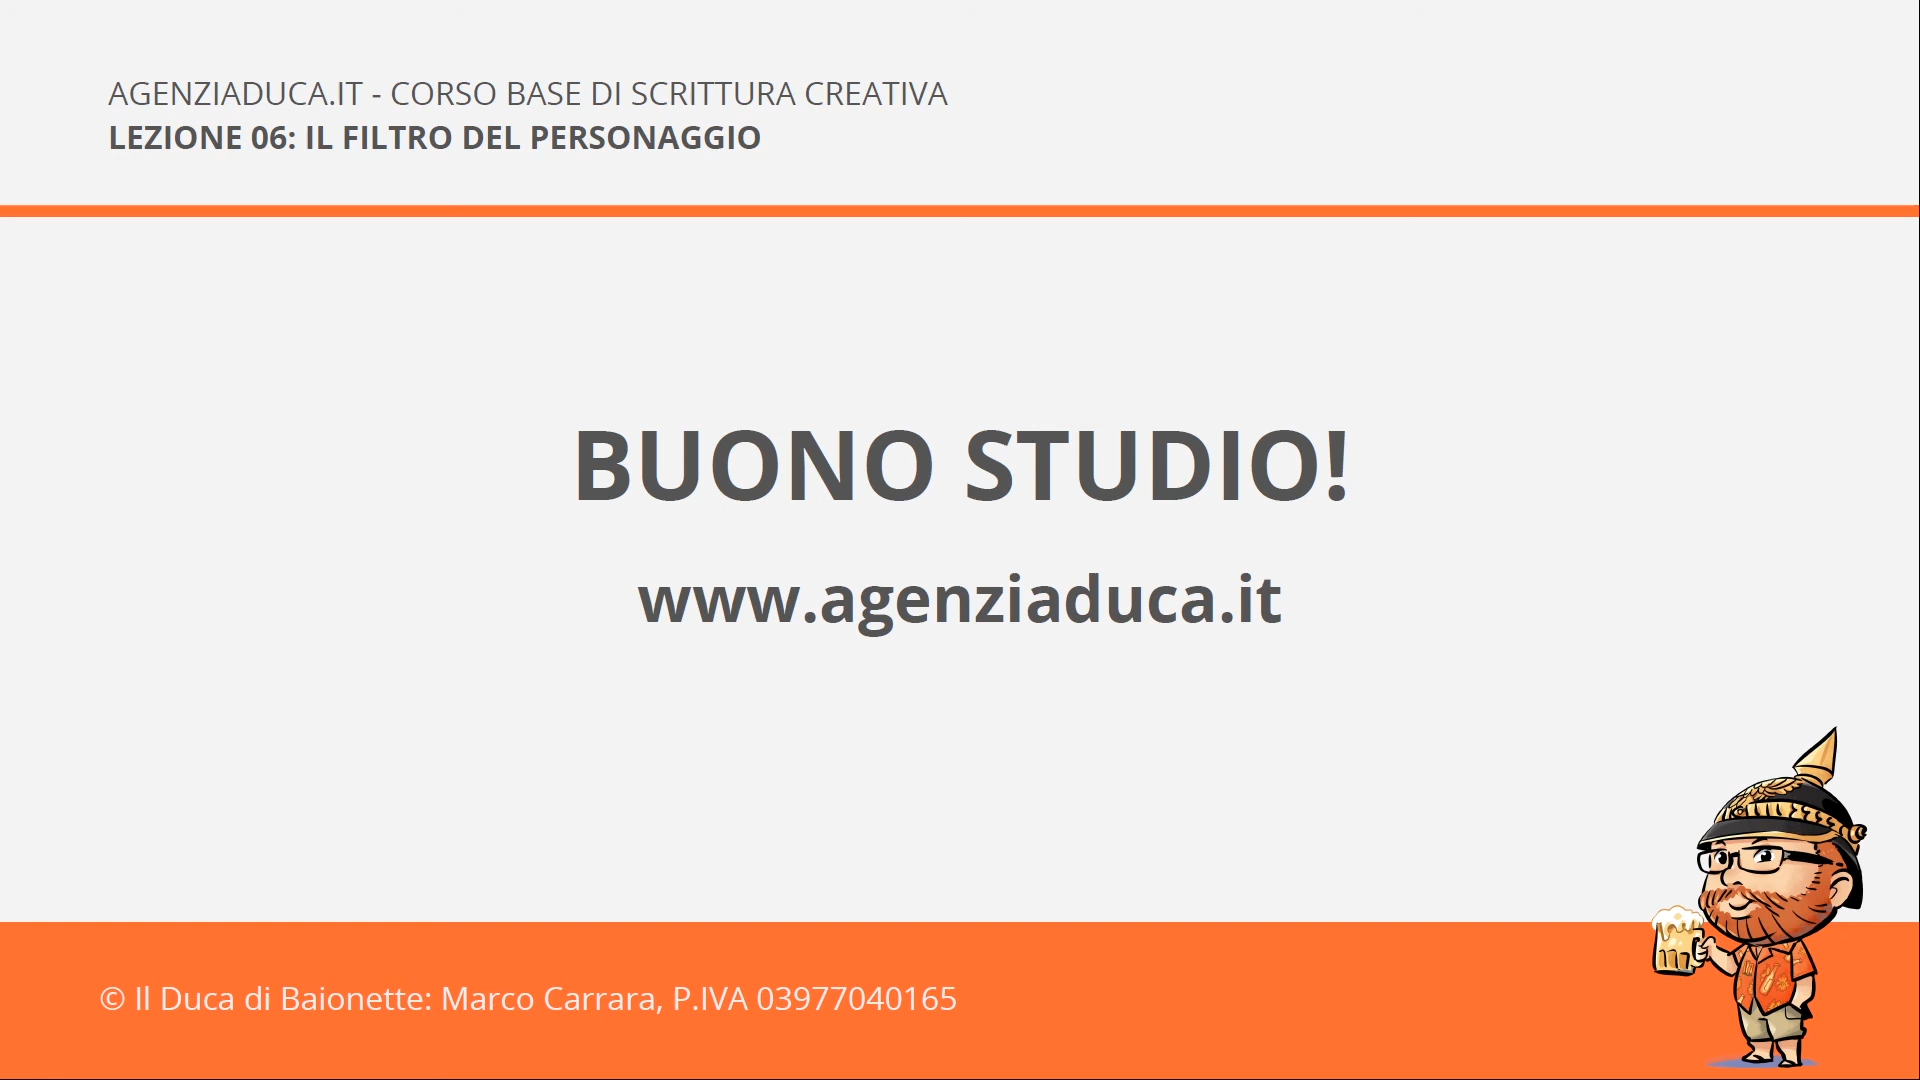 AGENZIADUCA.IT - CORSO BASE DI SCRITTURA CREATIVA
LEZIONE 06: IL FILTRO DEL PERSONAGGIO
BUONO STUDIO!
www.agenziaduca.it
© Il Duca di Baionette: Marco Carrara, P.IVA 03977040165